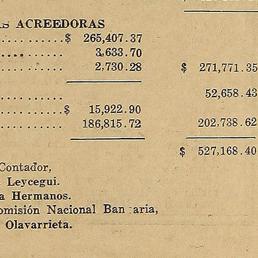 AS ACREEDORAS
$ 265,407.37
3,633.70
2,730.28 $ 271,771.35
52,658.43
$ 15,922.90
186,815.72 202.738.62
$ 527,168.40
Contador,
Leycegui.
a Hermanos.
omisión Nacional Ban aria,
Olavarrieta.